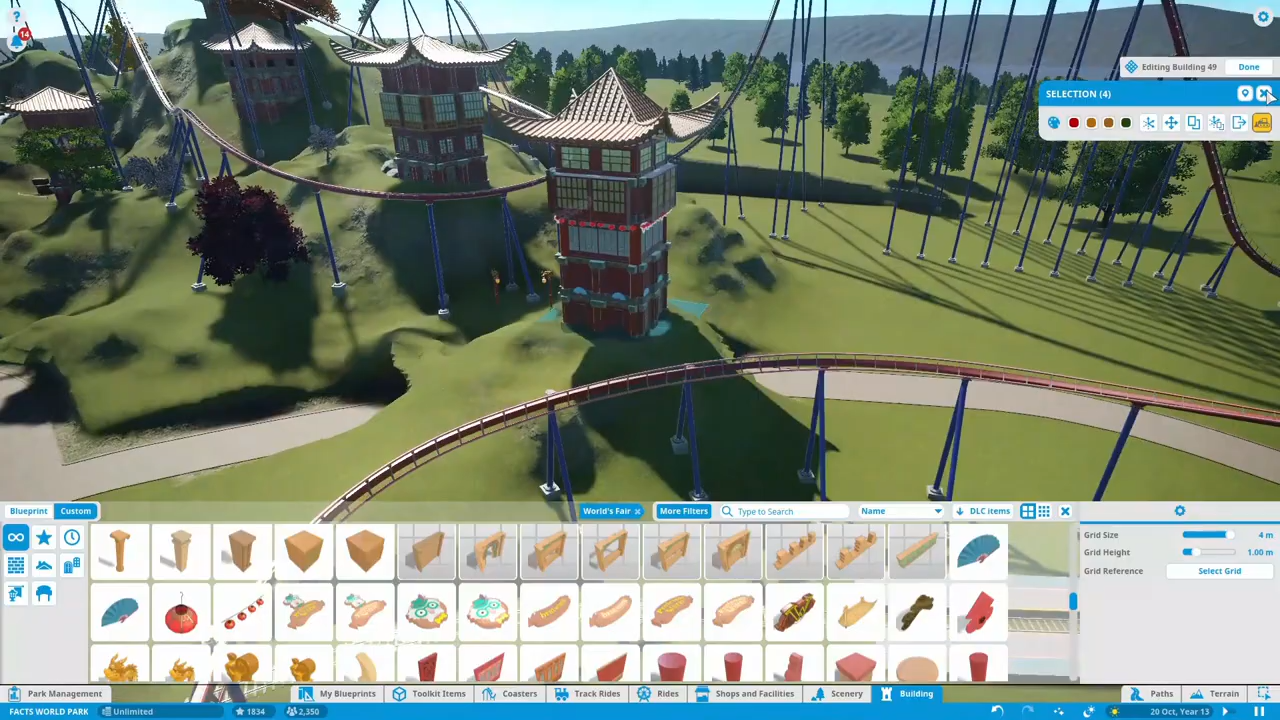 ?
14
Editing Building 49 Done
SELECTION (4)
Blueprint Custom World's Fair × More Filters Type to Search Name DLC items
Grid Size 4 m
Grid Height 1.00 m
Grid Reference Select Grid
Park Management My Blueprints Toolkit Items Coasters Track Rides Rides Shops and Facilities Scenery Building Paths Terrain
FACTS WORLD PARK Unlimited 1834 2,350 20 Oct, Year 13